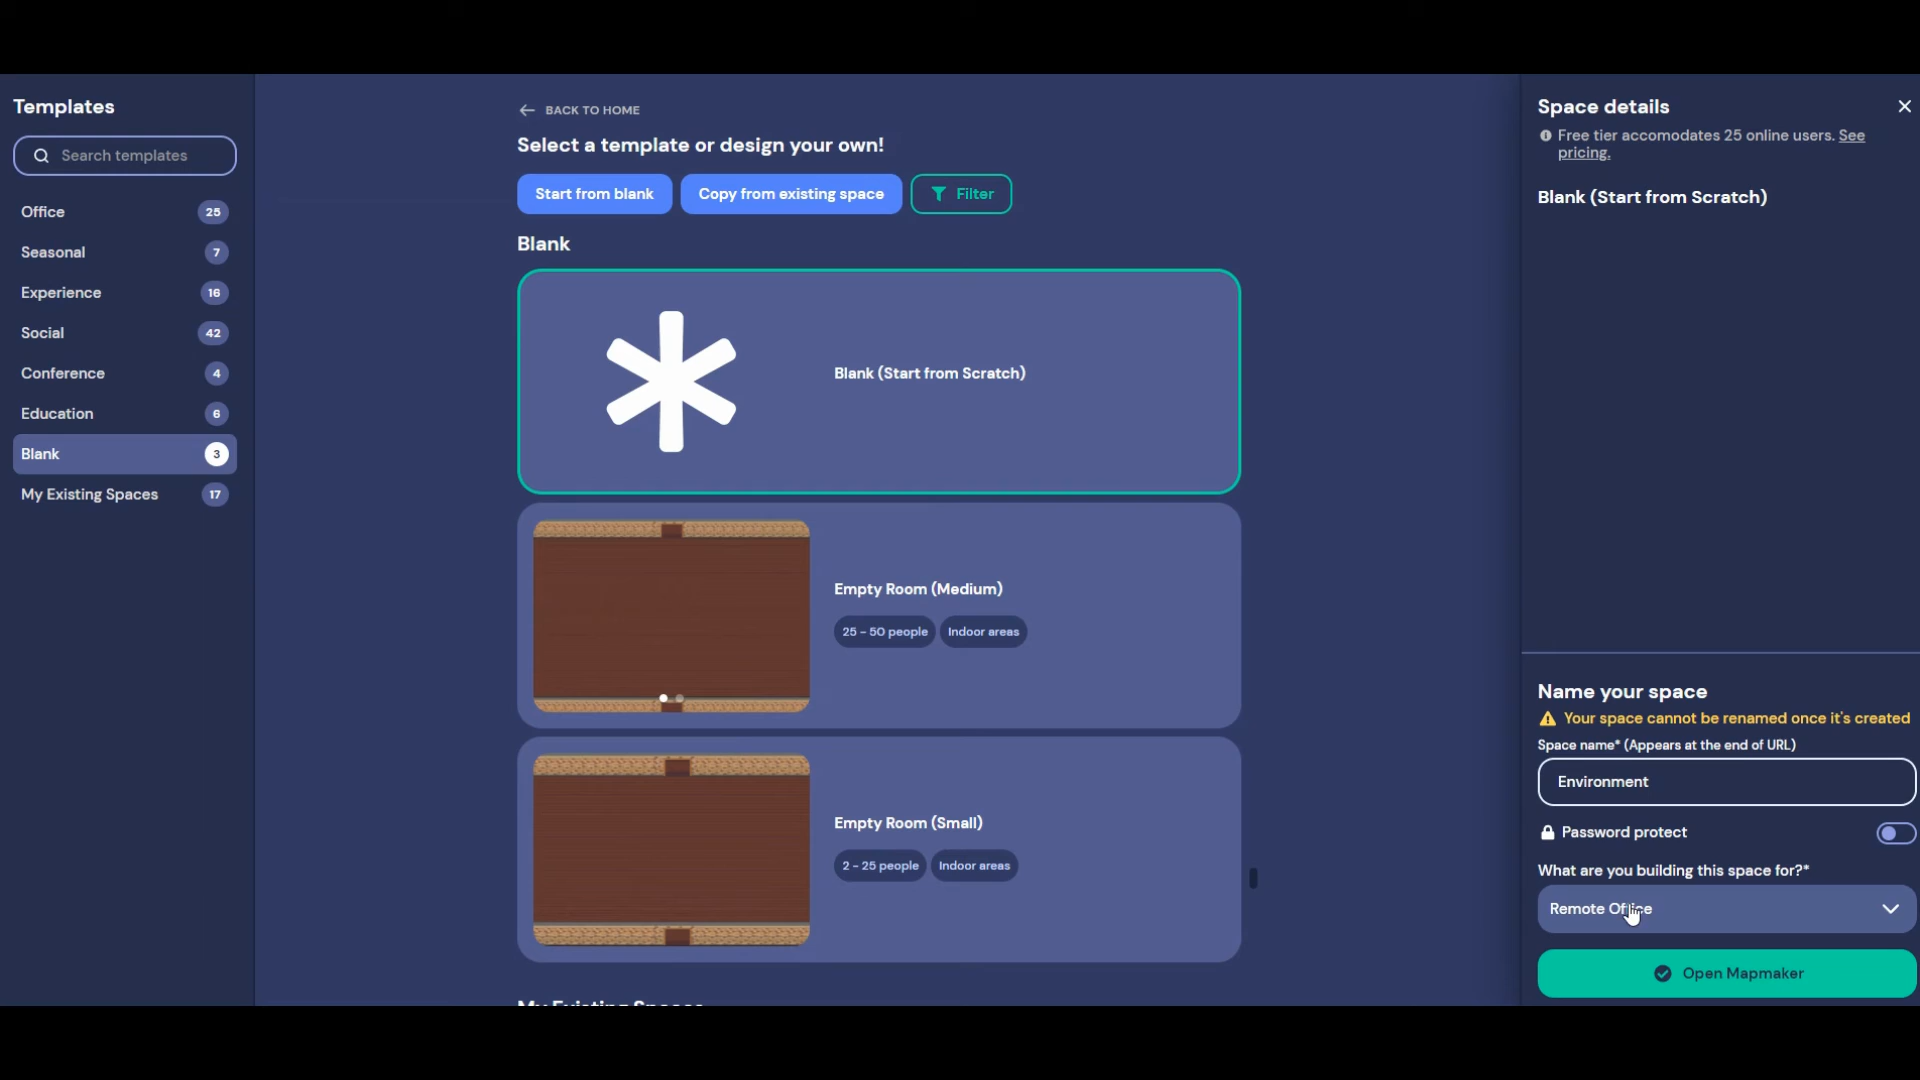 Templates
Search templates
Office 25
Seasonal 7
Experience 16
Social 42
Conference 4
Education 6
Blank 3
My Existing Spaces 17
BACK TO HOME
Select a template or design your own!
Start from blank
Copy from existing space
Filter
Blank
Blank (Start from Scratch)
Empty Room (Medium)
25 - 50 people
Indoor areas
Empty Room (Small)
2 - 25 people
Indoor areas
My Existing Spaces
Space details
Free tier accomodates 25 online users. See
pricing.
Blank (Start from Scratch)
Name your space
Your space cannot be renamed once it's created
Space name* (Appears at the end of URL)
Environment
Password protect
What are you building this space for?*
Remote Office
Open Mapmaker